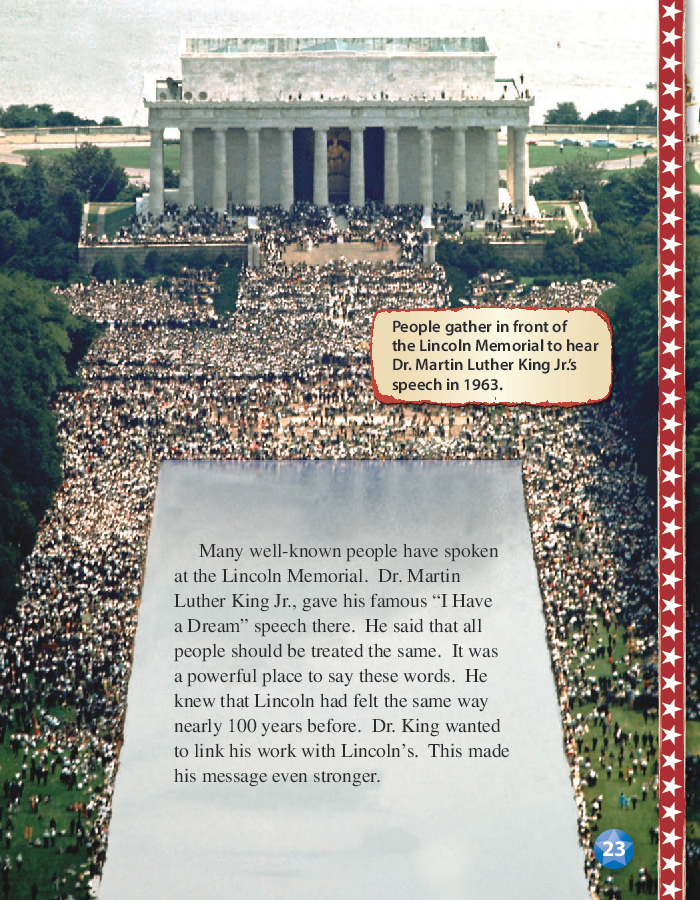 People gather in front of
the Lincoln Memorial to hear
Dr. Martin Luther King Jr.'s
speech in 1963.
Many well-known people have spoken
at the Lincoln Memorial. Dr. Martin
Luther King Jr., gave his famous “I Have
a Dream” speech there. He said that all
people should be treated the same. It was
a powerful place to say these words. He
knew that Lincoln had felt the same way
nearly 100 years before. Dr. King wanted
to link his work with Lincoln’s. This made
his message even stronger.
23